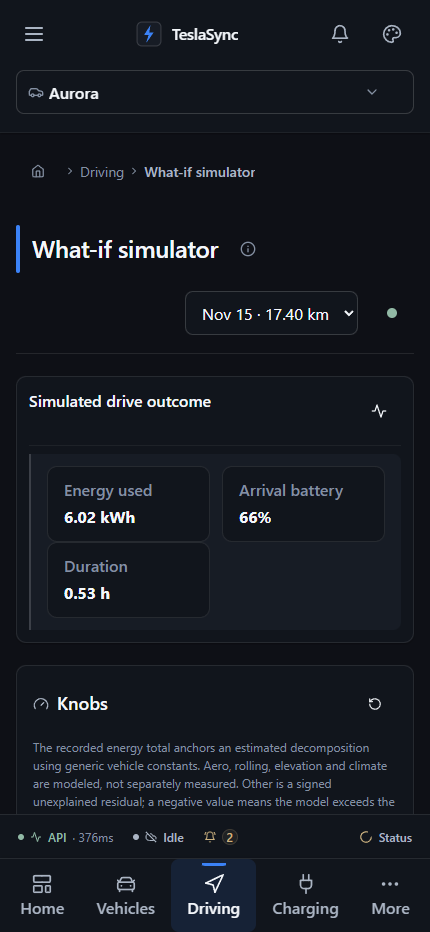 TeslaSync
Aurora
Driving
What-if simulator
What-if simulator
Nov 15 · 17.40 km
Simulated drive outcome
Energy used
6.02 kWh
Arrival battery
66%
Duration
0.53 h
Knobs
The recorded energy total anchors an estimated decomposition
using generic vehicle constants. Aero, rolling, elevation and climate
are modeled, not separately measured. Other is a signed
unexplained residual; a negative value means the model exceeds the
API · 376ms
Idle
2
Status
Home
Vehicles
Driving
Charging
More